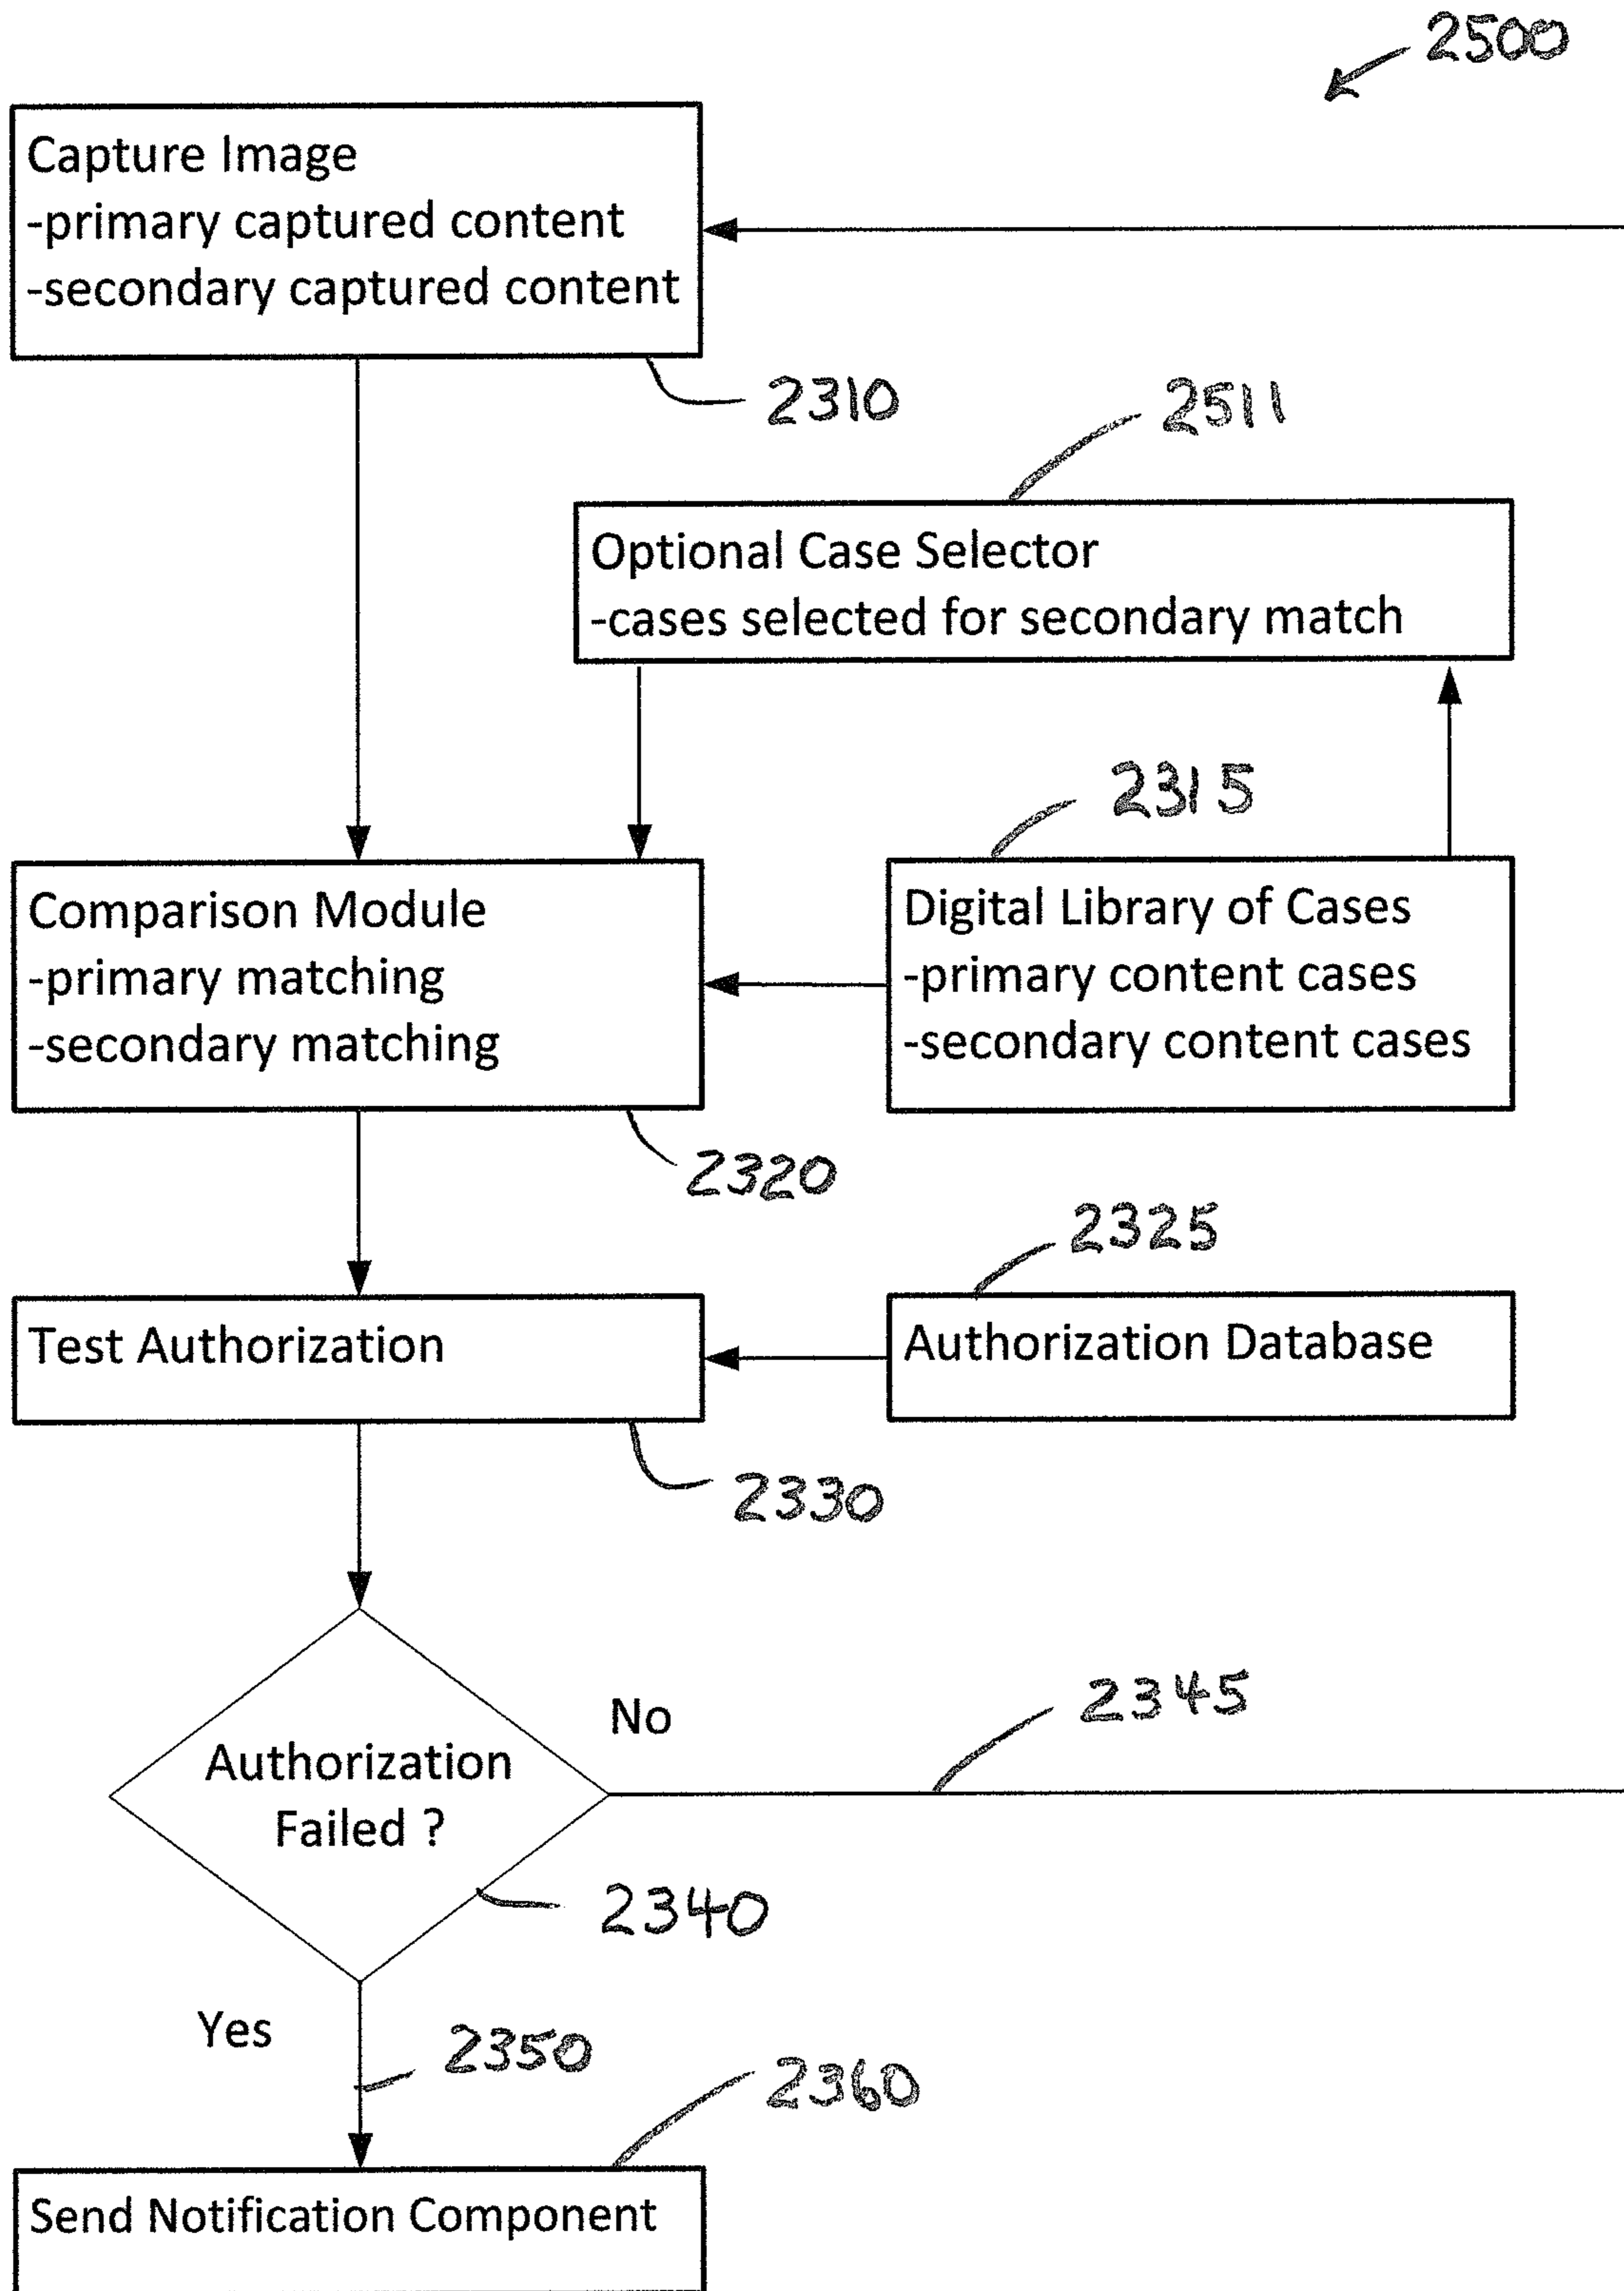 2500
Capture Image
-primary captured content
-secondary captured content
2310
2511
Optional Case Selector
-cases selected for secondary match
2315
Comparison Module
-primary matching
-secondary matching
Digital Library of Cases
-primary content cases
-secondary content cases
2320
2325
Test Authorization
Authorization Database
2330
No
2345
Authorization
Failed ?
2340
Yes
2350
2360
Send Notification Component